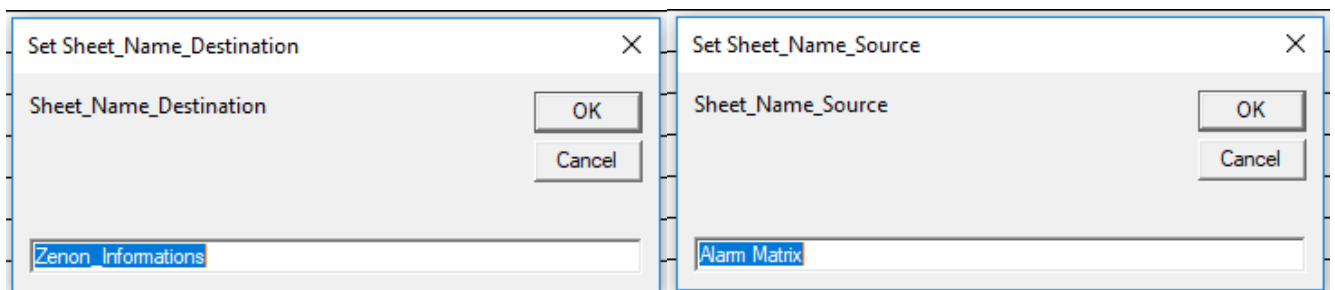 Set Sheet_Name_Destination
Sheet_Name_Destination
OK
Cancel
Zenon_Informations
Set Sheet_Name_Source
Sheet_Name_Source
OK
Cancel
Alarm Matrix